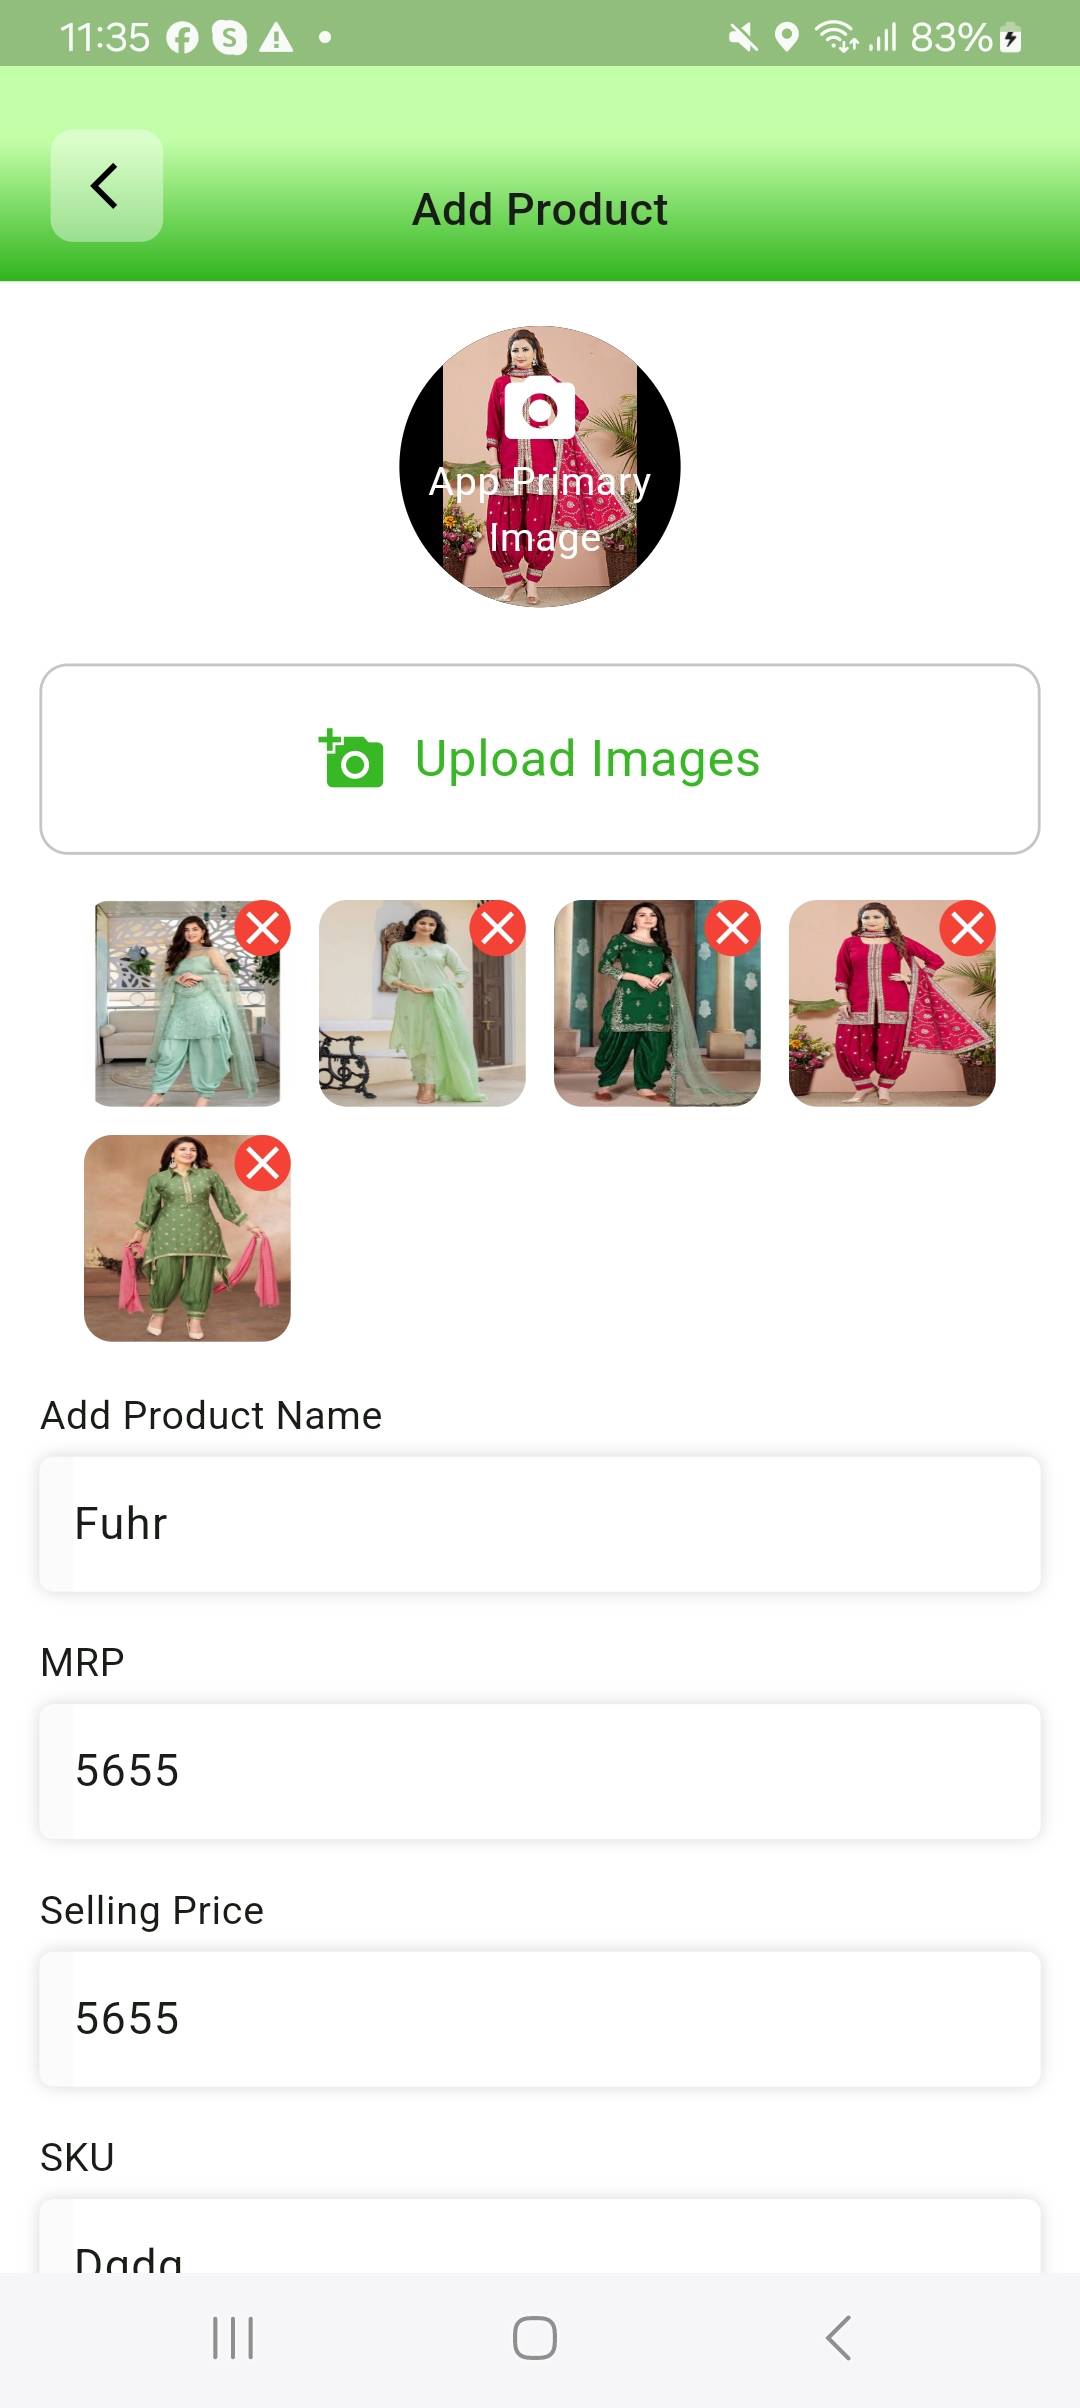 11:35 83%
Add Product
App Primary
Image
Upload Images
Add Product Name
Fuhr
MRP
5655
Selling Price
5655
SKU